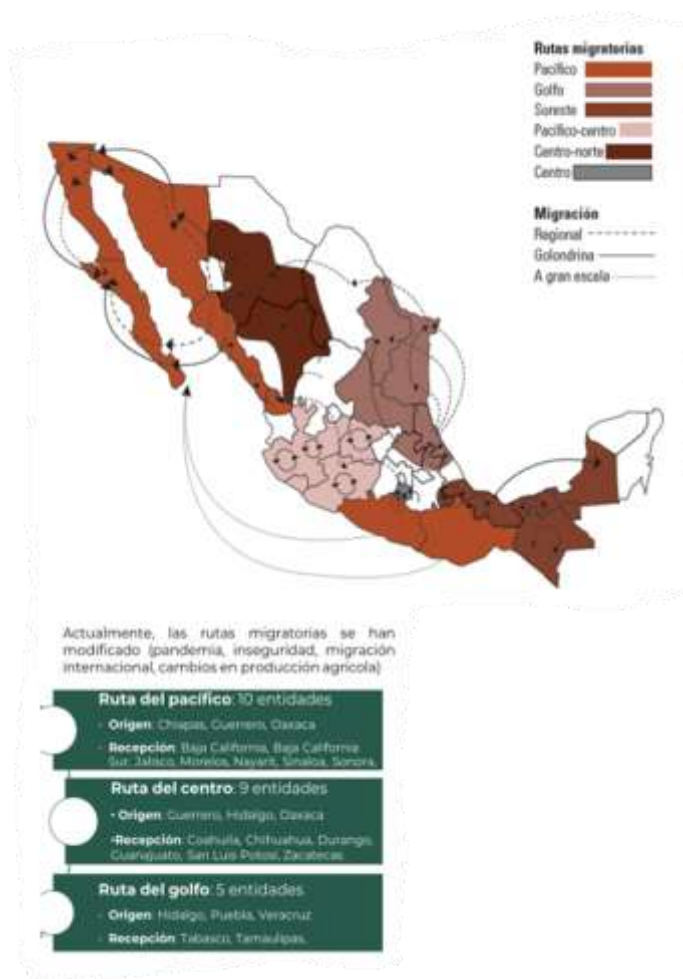 Rutas migratorias
Pacífico
Golfo
Sureste
Pacífico-centro
Centro-norte
Centro
Migración
Regional
Golondrina
A gran escala
Actualmente, las rutas migratorias se han
modificado (pandemia, inseguridad, migración
internacional, cambios en producción agrícola)
Ruta del pacífico: 10 entidades
• Origen: Chiapas, Guerrero, Oaxaca
• Recepción: Baja California, Baja California
Sur, Jalisco, Morelos, Nayarit, Sinaloa, Sonora,
Ruta del centro: 9 entidades
• Origen: Guerrero, Hidalgo, Oaxaca
•Recepción: Coahuila, Chihuahua, Durango,
Guanajuato, San Luis Potosí, Zacatecas
Ruta del golfo: 5 entidades
• Origen: Hidalgo, Puebla, Veracruz
• Recepción: Tabasco, Tamaulipas,